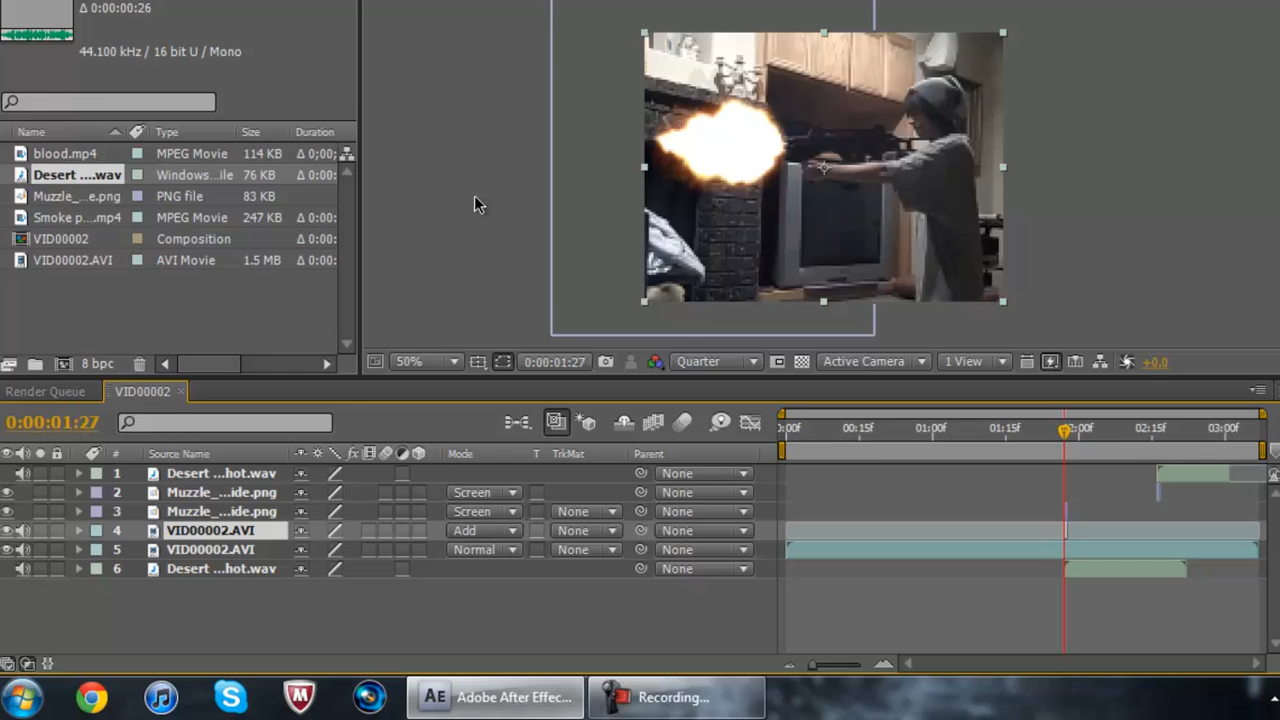 Δ 0:00:00:26
44.100 kHz / 16 bit U / Mono
Name Type Size Duration
blood.mp4 MPEG Movie 114 KB Δ 0;00;
Desert ....wav Windows...ile 76 KB Δ 0:00:
Muzzle_...e.png PNG file 83 KB
Smoke p....mp4 MPEG Movie 247 KB Δ 0:00:
VID00002 Composition Δ 0:00:
VID00002.AVI AVI Movie 1.5 MB Δ 0:00:
8 bpc
50% 0:00:01:27 Quarter Active Camera 1 View +0.0
Render Queue VID00002
0:00:01:27
:00f 00:15f 01:00f 01:15f 2:00f 02:15f 03:00f
# Source Name fx Mode T TrkMat Parent
1 Desert ...hot.wav None
2 Muzzle_...ide.png Screen None
3 Muzzle_...ide.png Screen None None
4 VID00002.AVI Add None None
5 VID00002.AVI Normal None None
6 Desert ...hot.wav None
AE Adobe After Effec... Recording...